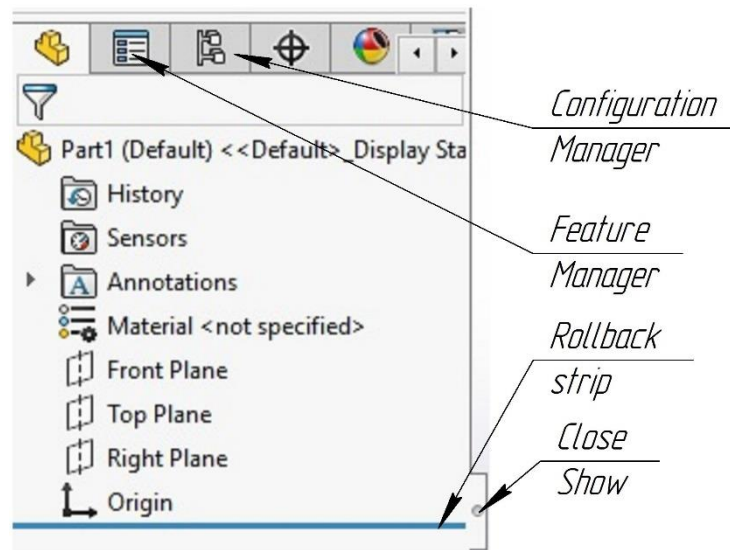 Configuration
Manager
Part1 (Default) <<Default>_Display Sta
History
Sensors
Feature
Manager
Annotations
Material <not specified>
Rollback
strip
Front Plane
Top Plane
Close
Show
Right Plane
Origin